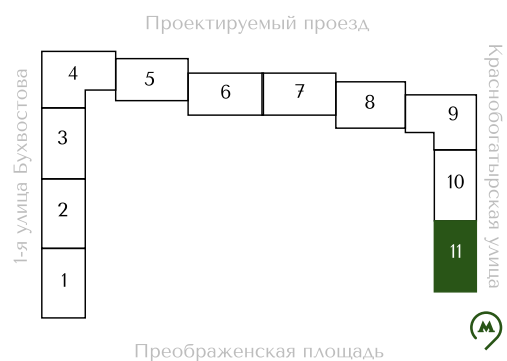 Проектируемый проезд
1-я улица Бухвостова
Краснобогатырская улица
4
5
6
7
8
9
3
10
2
11
1
М
Преображенская площадь